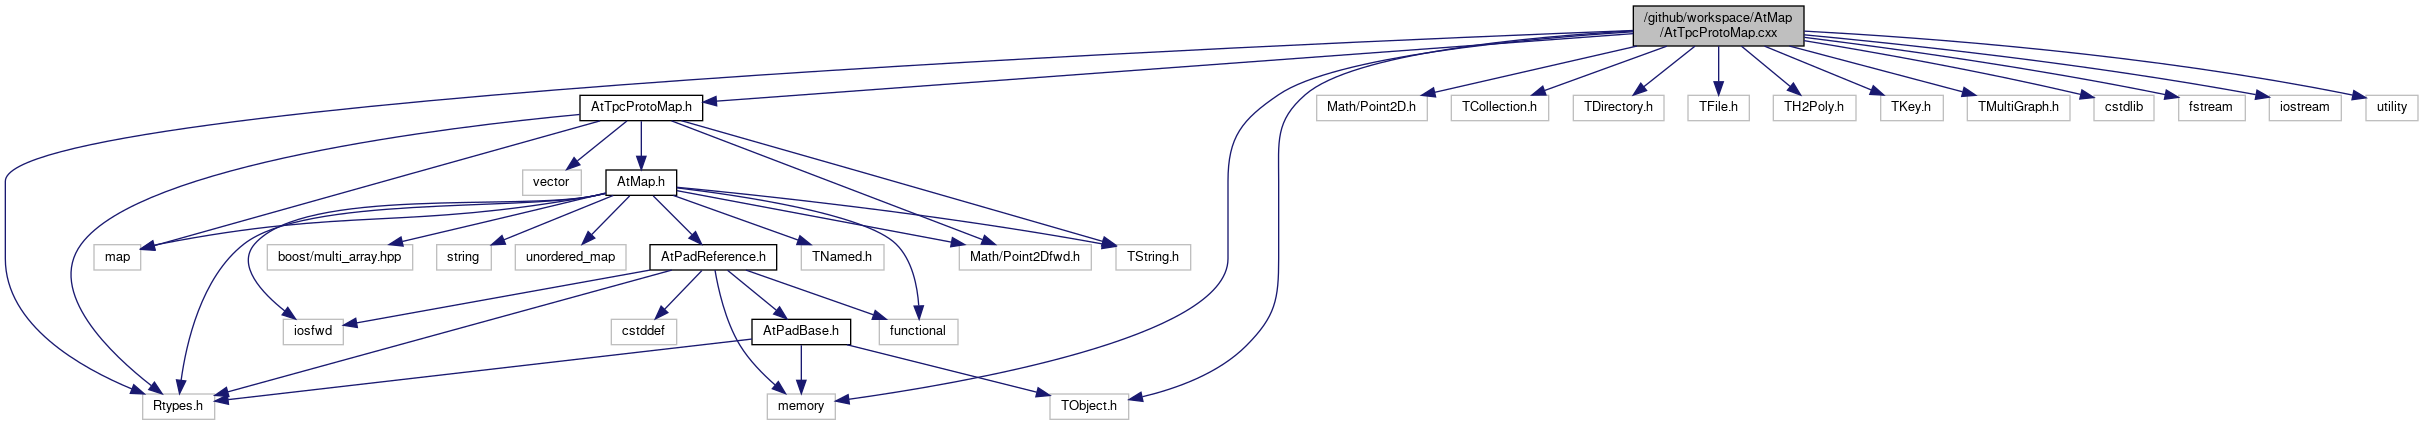 /github/workspace/AtMap
/AtTpcProtoMap.cxx
AtTpcProtoMap.h
Math/Point2D.h
TCollection.h
TDirectory.h
TFile.h
TH2Poly.h
TKey.h
TMultiGraph.h
cstdlib
fstream
iostream
utility
vector
AtMap.h
map
boost/multi_array.hpp
string
unordered_map
AtPadReference.h
TNamed.h
Math/Point2Dfwd.h
TString.h
iosfwd
cstddef
AtPadBase.h
functional
Rtypes.h
memory
TObject.h